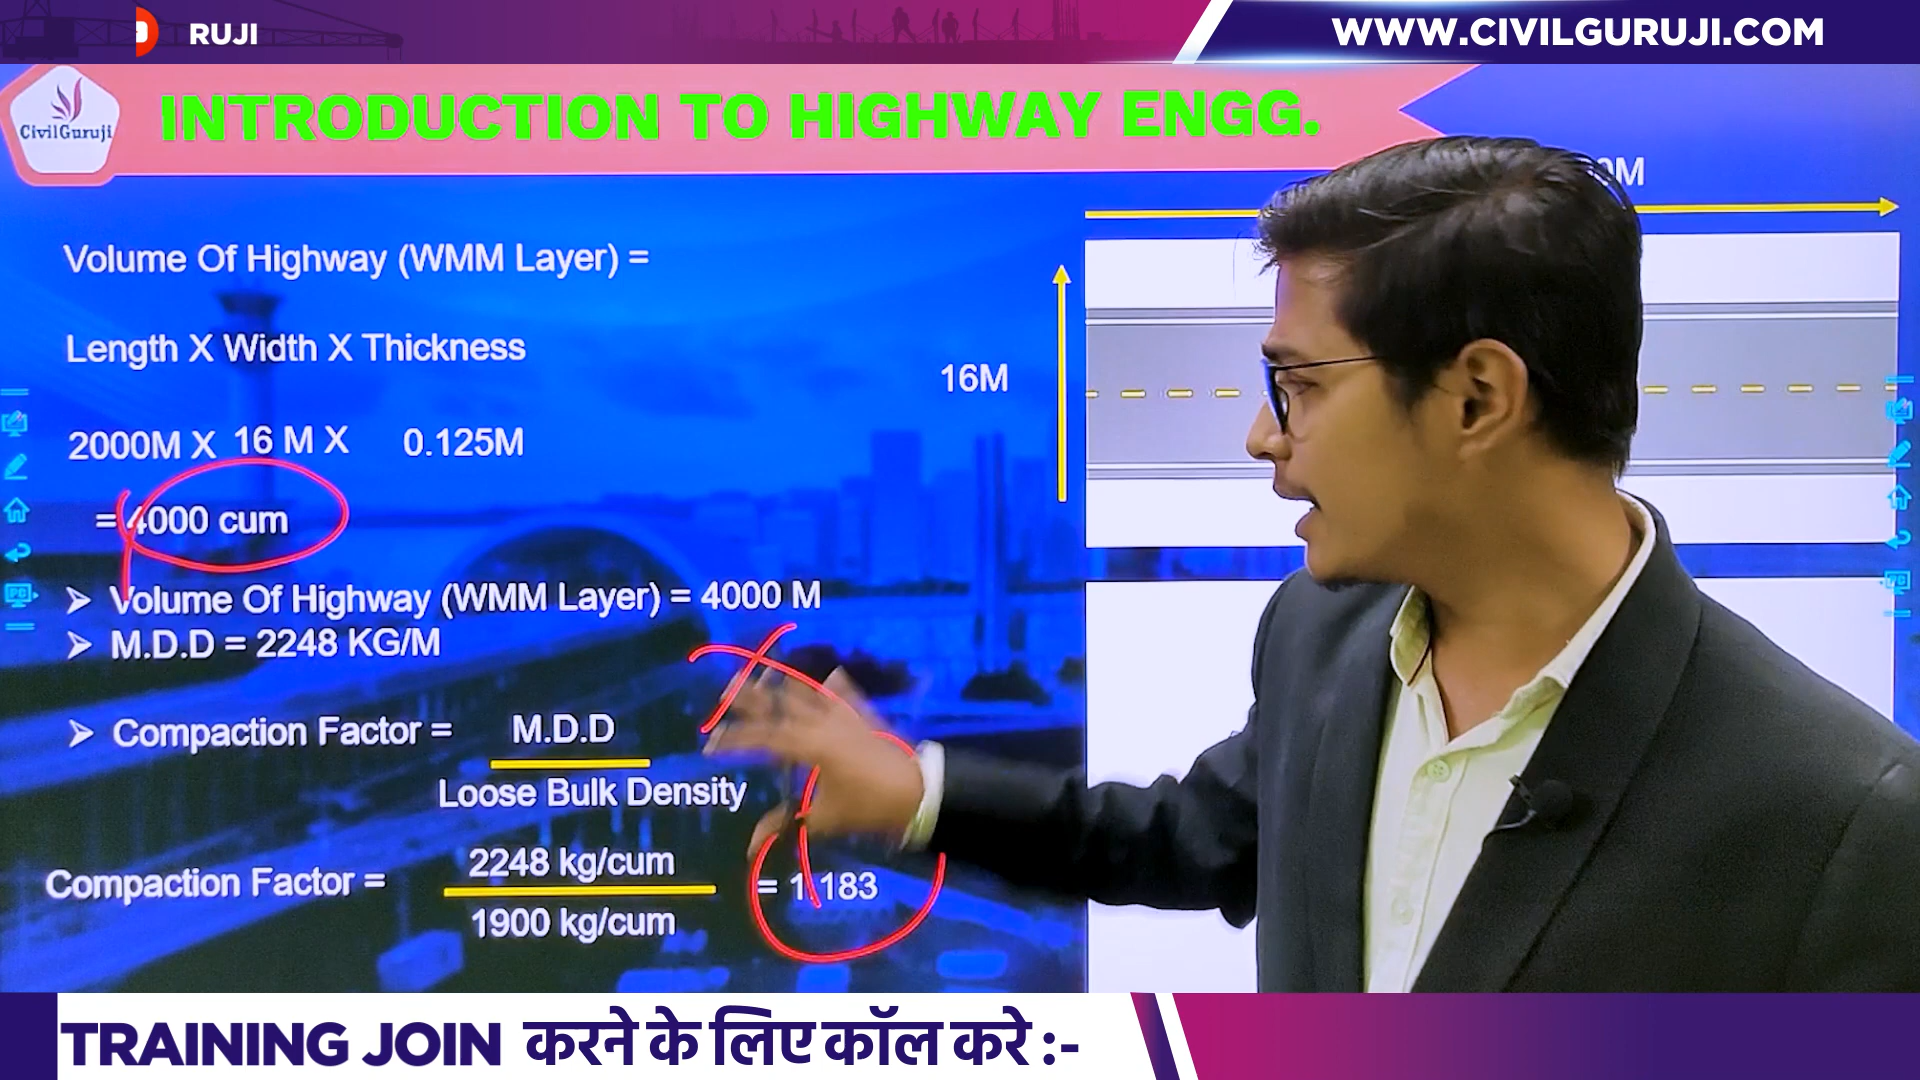 RUJI
WWW.CIVILGURUJI.COM
CivilGuruji
INTRODUCTION TO HIGHWAY ENGG.
Volume Of Highway (WMM Layer) =
Length X Width X Thickness
16M
2000M X 16 M X 0.125M
= 4000 cum
➤ Volume Of Highway (WMM Layer) = 4000 M
➤ M.D.D = 2248 KG/M
➤ Compaction Factor = M.D.D
Loose Bulk Density
Compaction Factor = 2248 kg/cum
1900 kg/cum
= 1.183
TRAINING JOIN करने के लिए कॉल करे :-